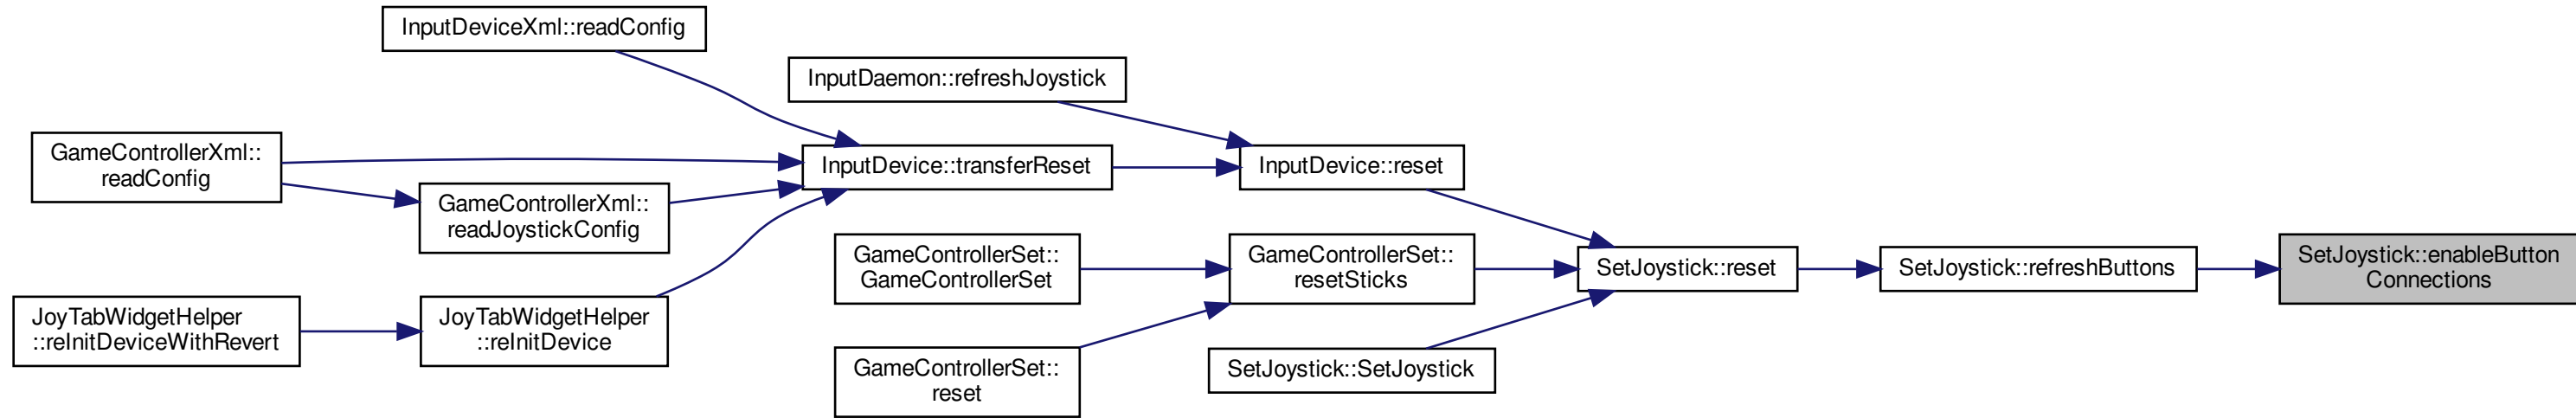 InputDeviceXml::readConfig
InputDaemon::refreshJoystick
GameControllerXml::
readConfig
InputDevice::transferReset
InputDevice::reset
GameControllerXml::
readJoystickConfig
GameControllerSet::
GameControllerSet
GameControllerSet::
resetSticks
SetJoystick::reset
SetJoystick::refreshButtons
SetJoystick::enableButton
Connections
JoyTabWidgetHelper
::reInitDeviceWithRevert
JoyTabWidgetHelper
::reInitDevice
GameControllerSet::
reset
SetJoystick::SetJoystick